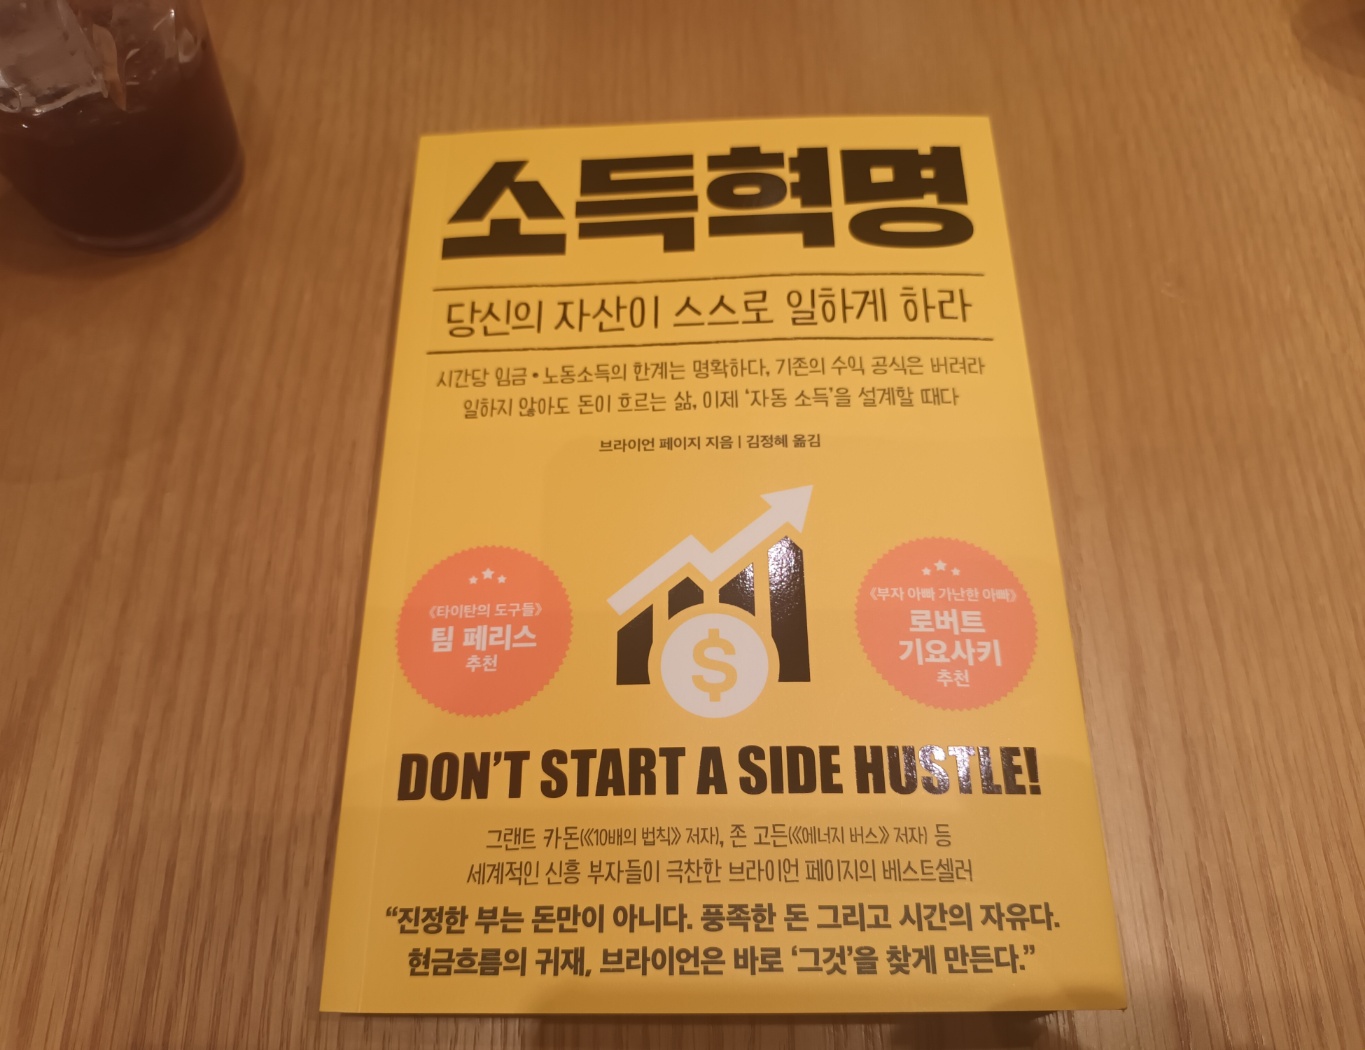 소득혁명
당신의 자산이 스스로 일하게 하라
시간당 임금•노동소득의 한계는 명확하다, 기존의 수익 공식은 버려라
일하지 않아도 돈이 흐르는 삶, 이제 ‘자동 소득’을 설계할 때다
브라이언 페이지 지음 | 김정혜 옮김
《타이탄의 도구들》
팀 페리스
추천
《부자 아빠 가난한 아빠》
로버트
기요사키
추천
$
DON’T START A SIDE HUSTLE!
그랜트 카돈(《10배의 법칙》 저자), 존 고든(《에너지 버스》 저자) 등
세계적인 신흥 부자들이 극찬한 브라이언 페이지의 베스트셀러
“진정한 부는 돈만이 아니다. 풍족한 돈 그리고 시간의 자유다.
현금흐름의 귀재, 브라이언은 바로 ‘그것’을 찾게 만든다.”